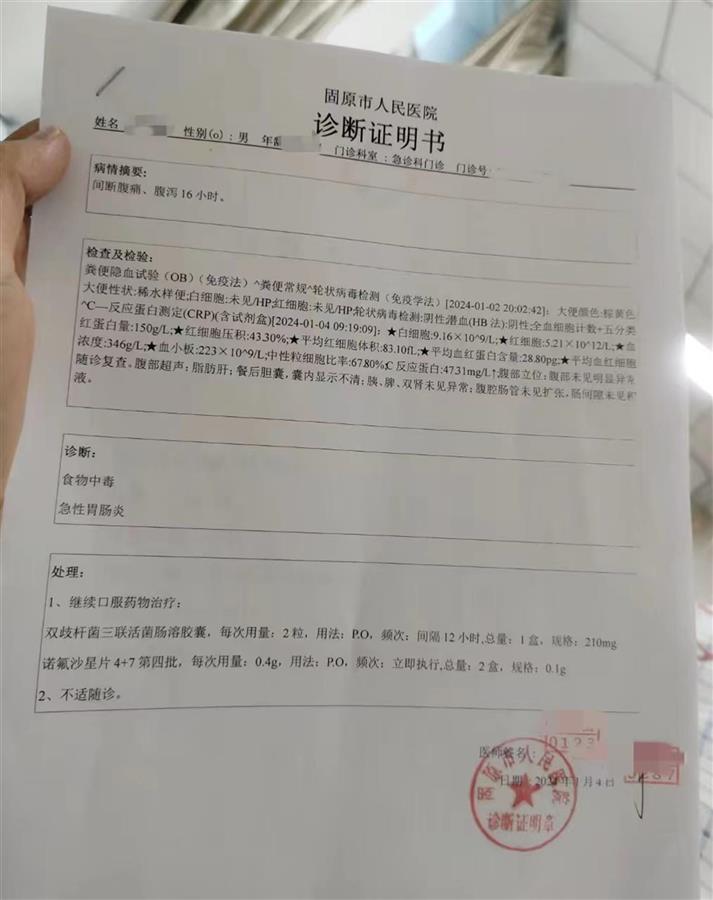 固原市人民医院
诊断证明书
姓名 性别(o)：男 年龄 门诊科室：急诊科门诊 门诊号
病情摘要：
间断腹痛、腹泻16小时。
检查及检验：
粪便隐血试验（OB）（免疫法）^粪便常规^轮状病毒检测（免疫学法）[2024-01-02 20:02:42]：大便颜色:棕黄色
大便性状:稀水样便;白细胞:未见/HP;红细胞:未见/HP;轮状病毒检测:阴性;潜血(HB法):阴性;全血细胞计数+五分类
^C—反应蛋白测定(CRP)(含试剂盒)[2024-01-04 09:19:09]：★白细胞:9.16×10^9/L;★红细胞:5.21×10^12/L;★血
红蛋白量:150g/L;★红细胞压积:43.30%;★平均红细胞体积:83.10fL;★平均血红蛋白含量:28.80pg;★平均血红细胞
浓度:346g/L;★血小板:223×10^9/L;中性粒细胞比率:67.80%;C反应蛋白:47.31mg/L↑;腹部立位：腹部未见明显异常
随诊复查。腹部超声：脂肪肝；餐后胆囊，囊内显示不清；胰、脾、双肾未见异常；腹腔肠管未见扩张，肠间隙未见积
液。
诊断：
食物中毒
急性胃肠炎
处理：
1、继续口服药物治疗：
双歧杆菌三联活菌肠溶胶囊，每次用量：2粒，用法：P.O，频次：间隔12小时,总量：1盒，规格：210mg
诺氟沙星片4+7第四批，每次用量：0.4g，用法：P.O，频次：立即执行,总量：2盒，规格：0.1g
2、不适随诊。
医师签名：
0123
日期：2024年1月4日
固原市人民医院
诊断证明章